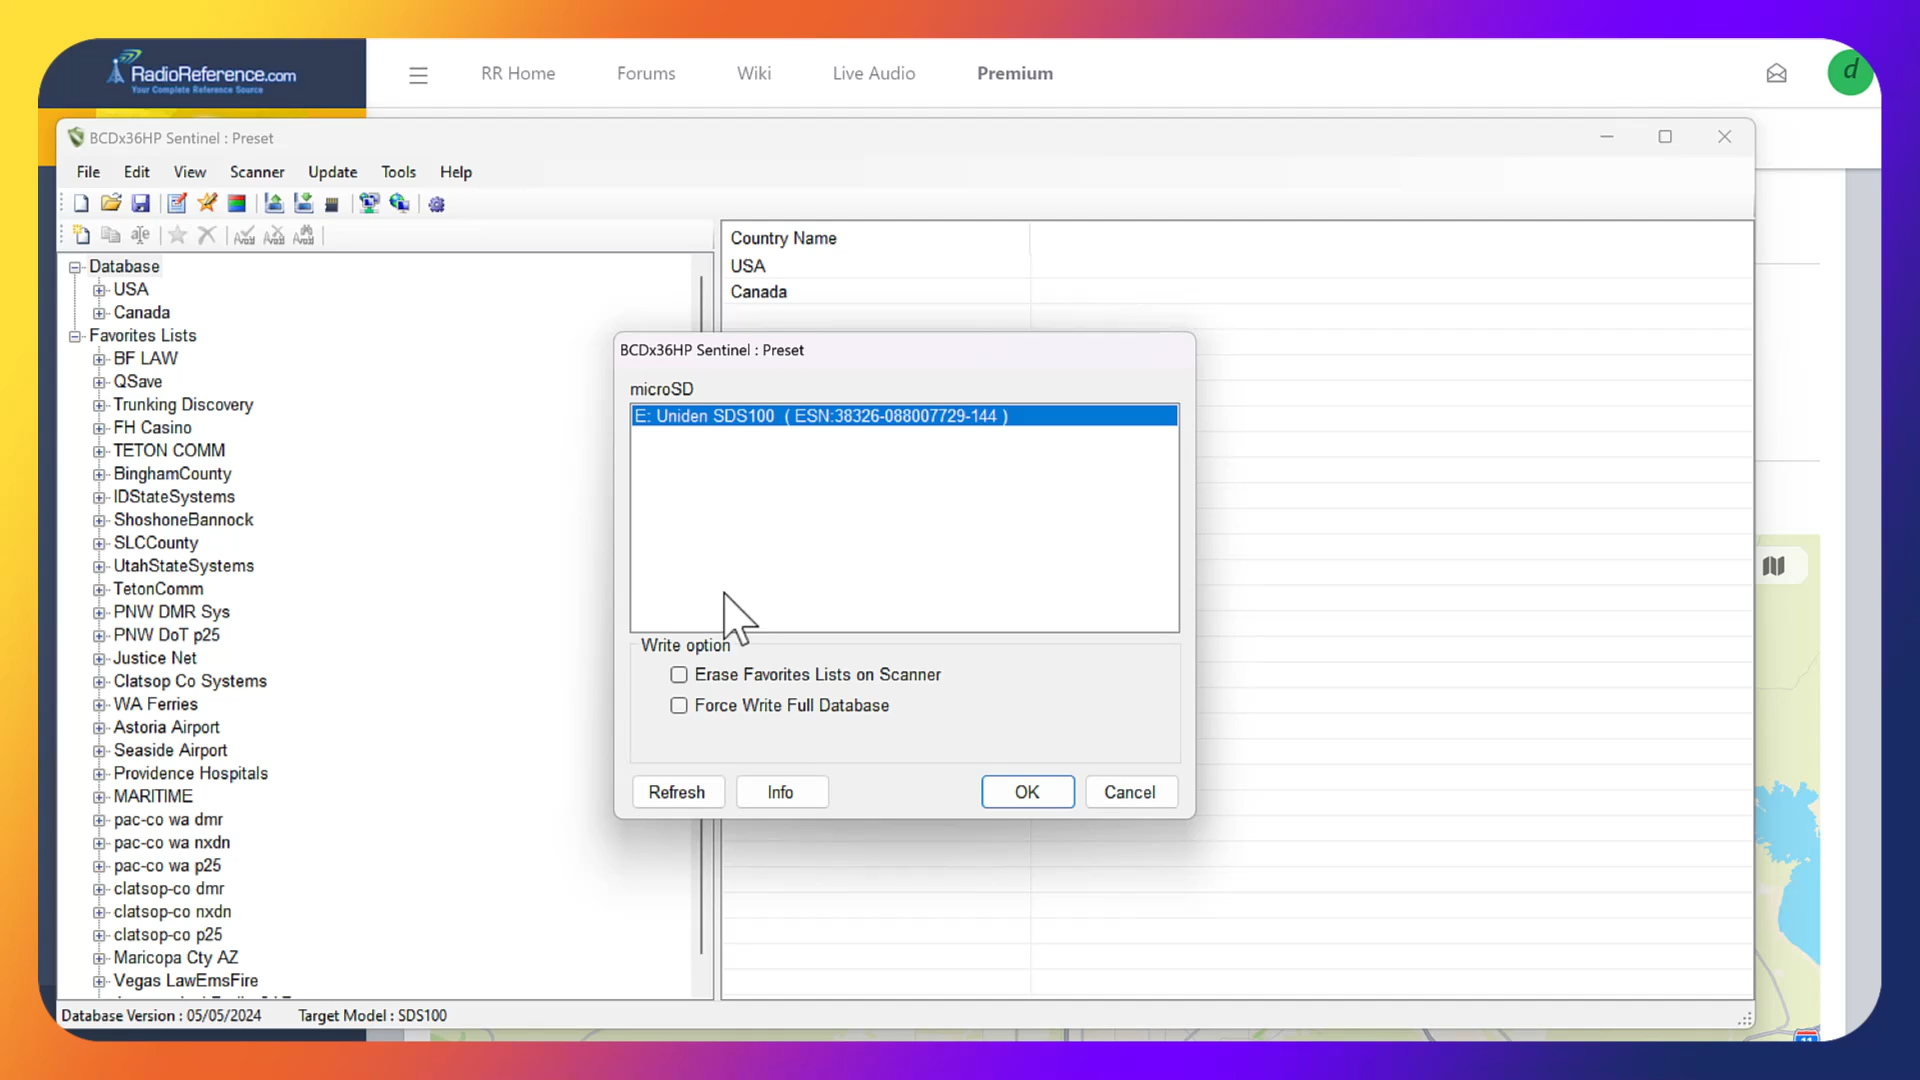 RadioReference.com
Your Complete Reference Source
RR Home
Forums
Wiki
Live Audio
Premium
d
BCDx36HP Sentinel : Preset
File
Edit
View
Scanner
Update
Tools
Help
Database
USA
Canada
Favorites Lists
BF LAW
QSave
Trunking Discovery
FH Casino
TETON COMM
BinghamCounty
IDStateSystems
ShoshoneBannock
SLCCounty
UtahStateSystems
TetonComm
PNW DMR Sys
PNW DoT p25
Justice Net
Clatsop Co Systems
WA Ferries
Astoria Airport
Seaside Airport
Providence Hospitals
MARITIME
pac-co wa dmr
pac-co wa nxdn
pac-co wa p25
clatsop-co dmr
clatsop-co nxdn
clatsop-co p25
Maricopa Cty AZ
Vegas LawEmsFire
Country Name
USA
Canada
BCDx36HP Sentinel : Preset
microSD
E: Uniden SDS100 ( ESN:38326-088007729-144 )
Write option
Erase Favorites Lists on Scanner
Force Write Full Database
Refresh
Info
OK
Cancel
Database Version : 05/05/2024
Target Model : SDS100